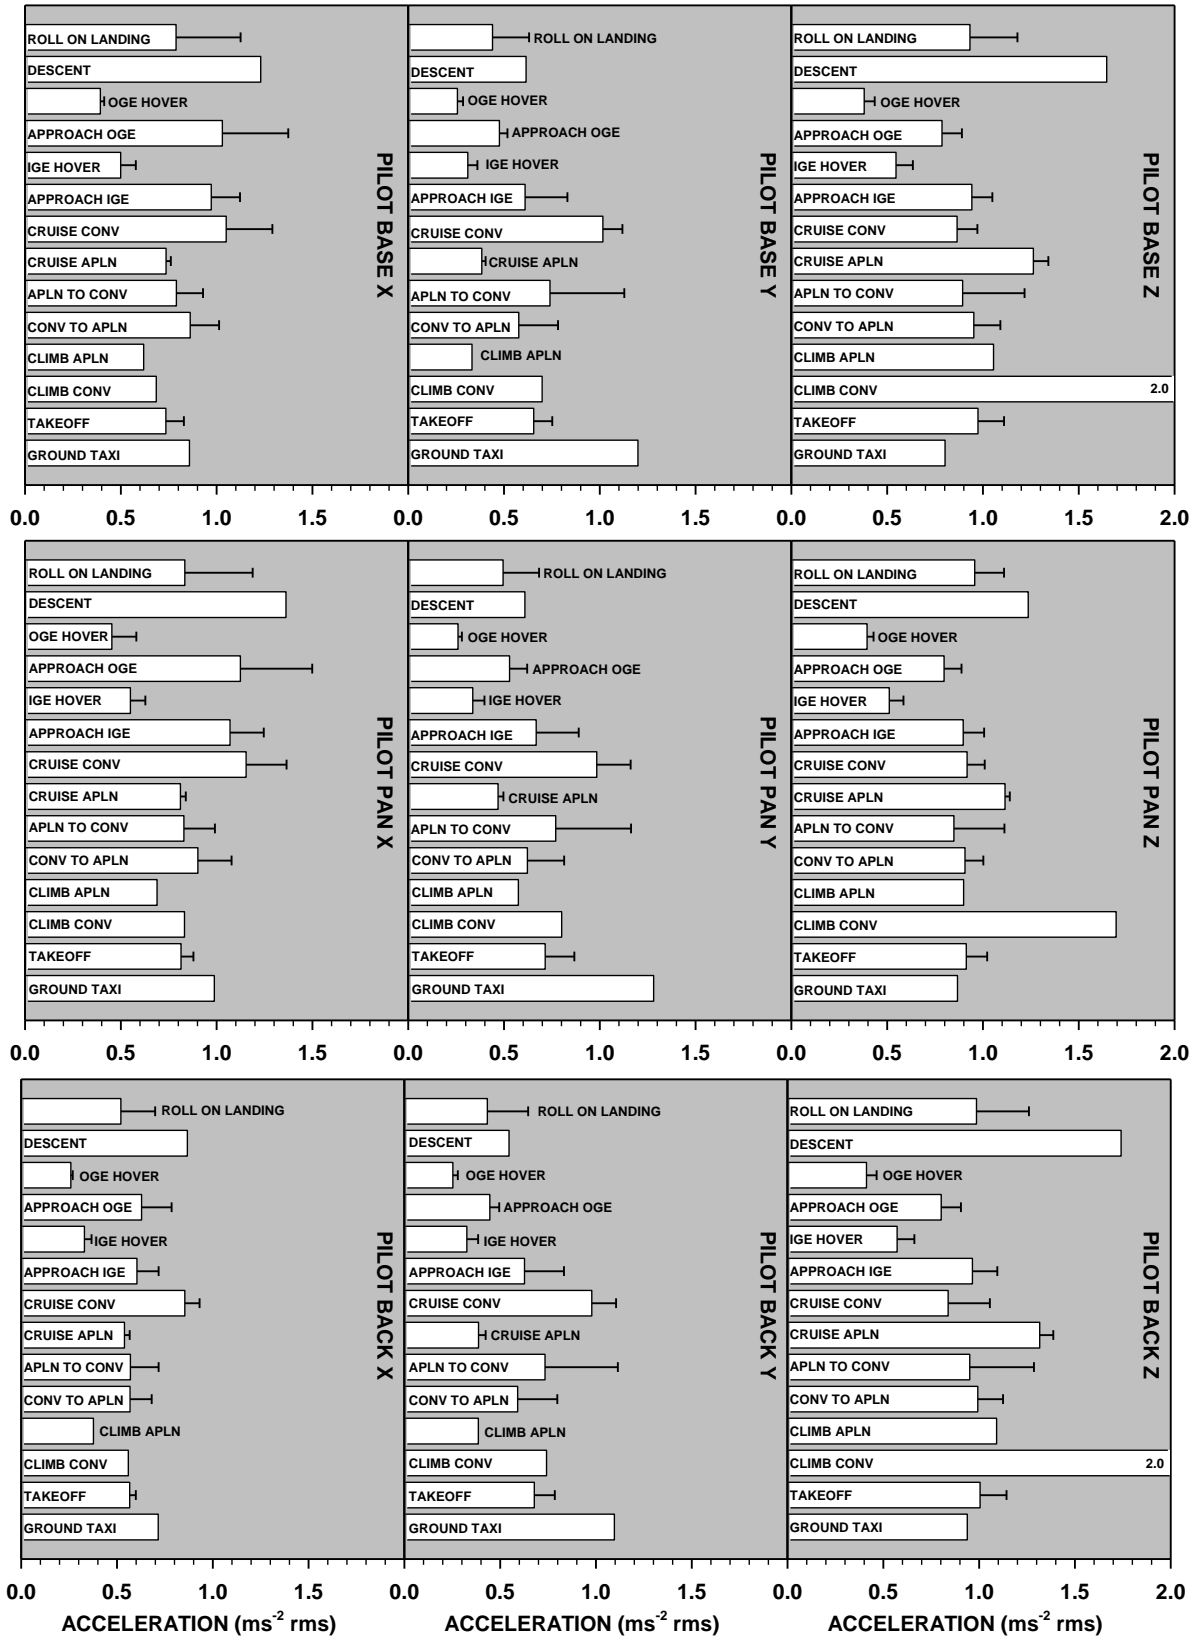 ROLL ON LANDING
DESCENT
OGE HOVER
APPROACH OGE
IGE HOVER
APPROACH IGE
CRUISE CONV
CRUISE APLN
APLN TO CONV
CONV TO APLN
CLIMB APLN
CLIMB CONV
TAKEOFF
GROUND TAXI
PILOT BASE X
0.0 0.5 1.0 1.5
ROLL ON LANDING
DESCENT
OGE HOVER
APPROACH OGE
IGE HOVER
APPROACH IGE
CRUISE CONV
CRUISE APLN
APLN TO CONV
CONV TO APLN
CLIMB APLN
CLIMB CONV
TAKEOFF
GROUND TAXI
PILOT BASE Y
0.0 0.5 1.0 1.5
ROLL ON LANDING
DESCENT
OGE HOVER
APPROACH OGE
IGE HOVER
APPROACH IGE
CRUISE CONV
CRUISE APLN
APLN TO CONV
CONV TO APLN
CLIMB APLN
CLIMB CONV 2.0
TAKEOFF
GROUND TAXI
PILOT BASE Z
0.0 0.5 1.0 1.5 2.0
ROLL ON LANDING
DESCENT
OGE HOVER
APPROACH OGE
IGE HOVER
APPROACH IGE
CRUISE CONV
CRUISE APLN
APLN TO CONV
CONV TO APLN
CLIMB APLN
CLIMB CONV
TAKEOFF
GROUND TAXI
PILOT PAN X
0.0 0.5 1.0 1.5
ROLL ON LANDING
DESCENT
OGE HOVER
APPROACH OGE
IGE HOVER
APPROACH IGE
CRUISE CONV
CRUISE APLN
APLN TO CONV
CONV TO APLN
CLIMB APLN
CLIMB CONV
TAKEOFF
GROUND TAXI
PILOT PAN Y
0.0 0.5 1.0 1.5
ROLL ON LANDING
DESCENT
OGE HOVER
APPROACH OGE
IGE HOVER
APPROACH IGE
CRUISE CONV
CRUISE APLN
APLN TO CONV
CONV TO APLN
CLIMB APLN
CLIMB CONV
TAKEOFF
GROUND TAXI
PILOT PAN Z
0.0 0.5 1.0 1.5 2.0
ROLL ON LANDING
DESCENT
OGE HOVER
APPROACH OGE
IGE HOVER
APPROACH IGE
CRUISE CONV
CRUISE APLN
APLN TO CONV
CONV TO APLN
CLIMB APLN
CLIMB CONV
TAKEOFF
GROUND TAXI
PILOT BACK X
0.0 0.5 1.0 1.5
ACCELERATION (ms⁻² rms)
ROLL ON LANDING
DESCENT
OGE HOVER
APPROACH OGE
IGE HOVER
APPROACH IGE
CRUISE CONV
CRUISE APLN
APLN TO CONV
CONV TO APLN
CLIMB APLN
CLIMB CONV
TAKEOFF
GROUND TAXI
PILOT BACK Y
0.0 0.5 1.0 1.5
ACCELERATION (ms⁻² rms)
ROLL ON LANDING
DESCENT
OGE HOVER
APPROACH OGE
IGE HOVER
APPROACH IGE
CRUISE CONV
CRUISE APLN
APLN TO CONV
CONV TO APLN
CLIMB APLN
CLIMB CONV 2.0
TAKEOFF
GROUND TAXI
PILOT BACK Z
0.0 0.5 1.0 1.5 2.0
ACCELERATION (ms⁻² rms)